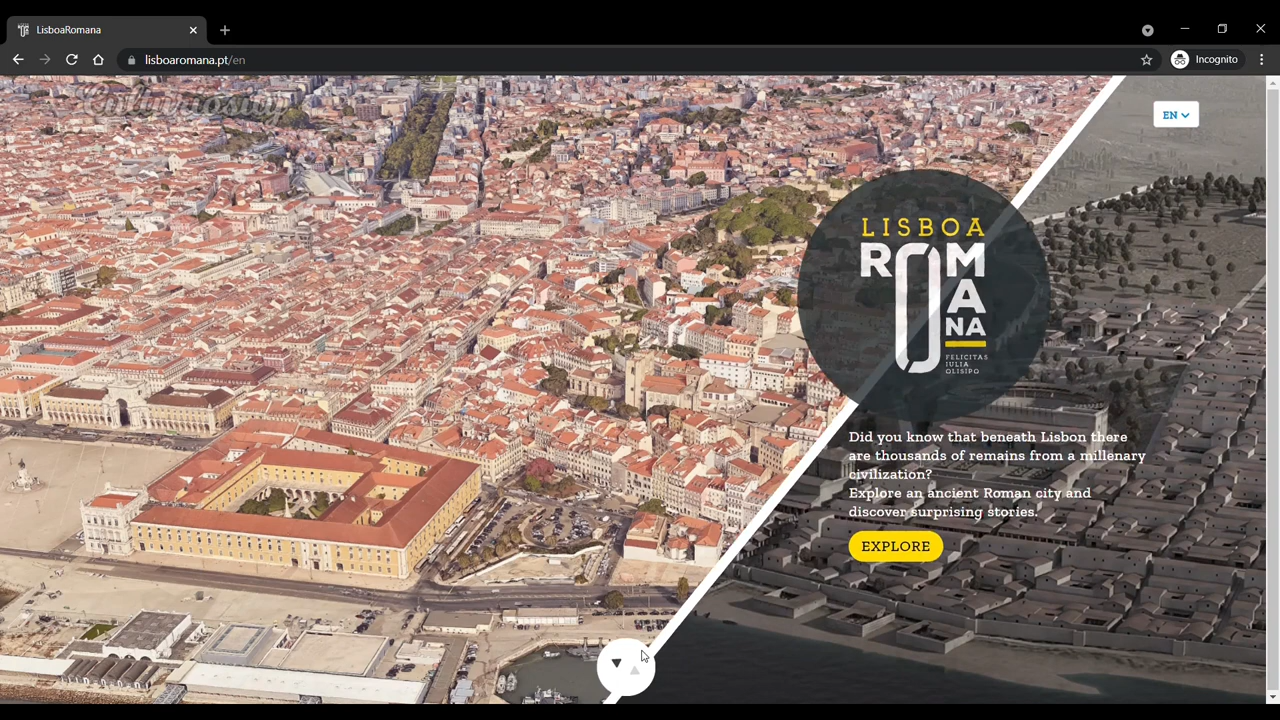 LisboaRomana
lisboaromana.pt/en
Incognito
Culturiosity
EN
LISBOA
ROMANA
FELICITAS
IULIA
OLISIPO
Did you know that beneath Lisbon there
are thousands of remains from a millenary
civilization?
Explore an ancient Roman city and
discover surprising stories.
EXPLORE